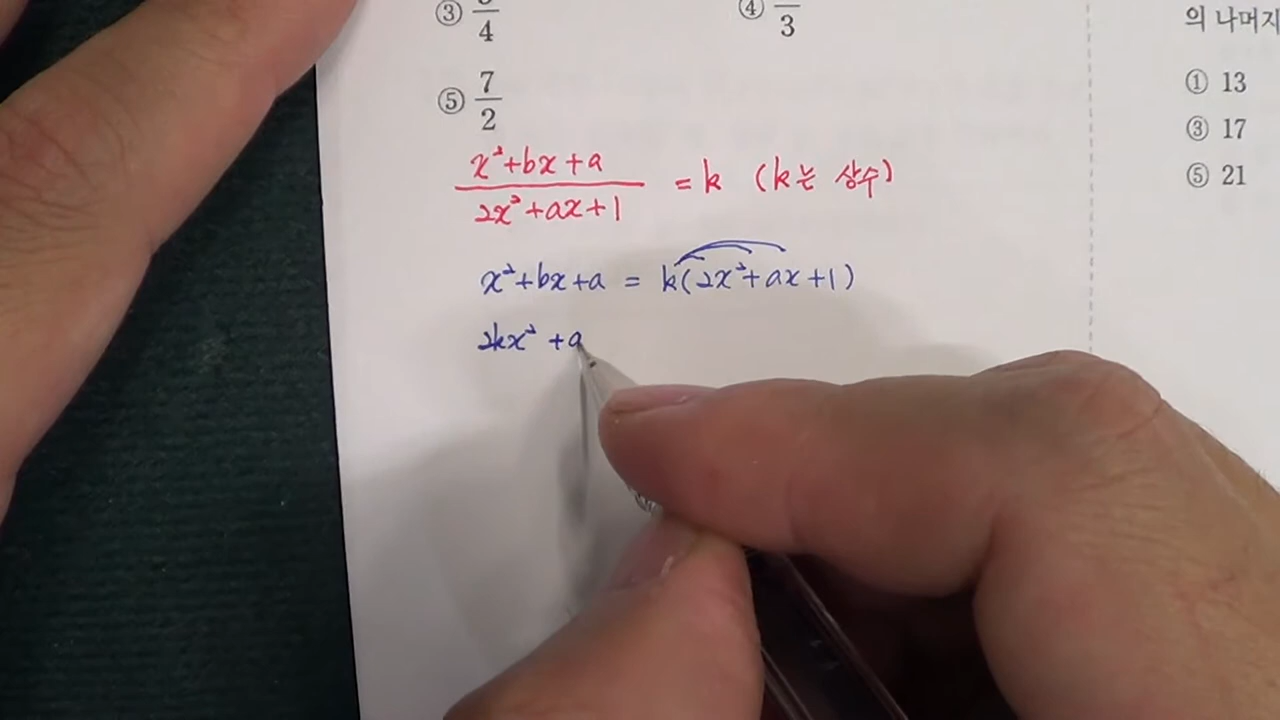 ③ 4 ④ 3
⑤ 7/2
의 나머지
① 13
③ 17
⑤ 21
x²+bx+a / 2x²+ax+1 = k (k는 상수)
x²+bx+a = k(2x²+ax+1)
2kx² +a